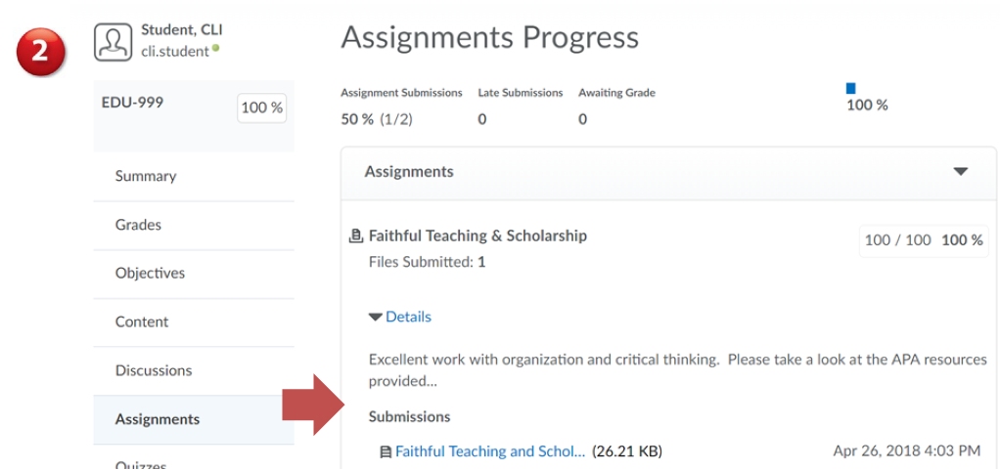 2
Student, CLI
cli.student
EDU-999
100 %
Summary
Grades
Objectives
Content
Discussions
Assignments
Quizzes
Assignments Progress
Assignment Submissions Late Submissions Awaiting Grade
50 % (1/2) 0 0
100 %
Assignments
Faithful Teaching & Scholarship
100 / 100 100 %
Files Submitted: 1
Details
Excellent work with organization and critical thinking. Please take a look at the APA resources
provided...
Submissions
Faithful Teaching and Schol... (26.21 KB) Apr 26, 2018 4:03 PM